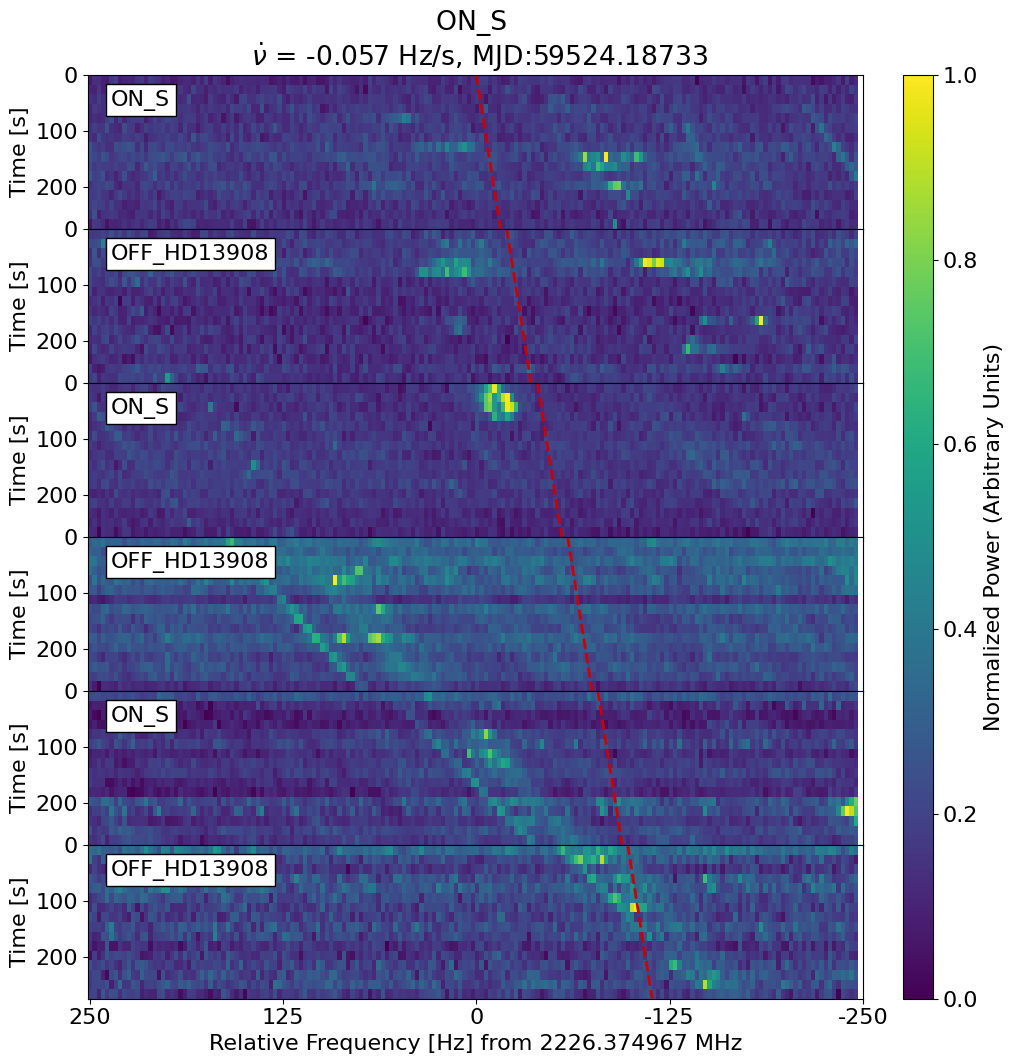 ON_S
ν̇ = -0.057 Hz/s, MJD:59524.18733
0
100
200
Time [s]
ON_S
0
100
200
Time [s]
OFF_HD13908
0
100
200
Time [s]
ON_S
0
100
200
Time [s]
OFF_HD13908
0
100
200
Time [s]
ON_S
0
100
200
Time [s]
OFF_HD13908
250 125 0 -125 -250
Relative Frequency [Hz] from 2226.374967 MHz
1.0
0.8
0.6
0.4
0.2
0.0
Normalized Power (Arbitrary Units)